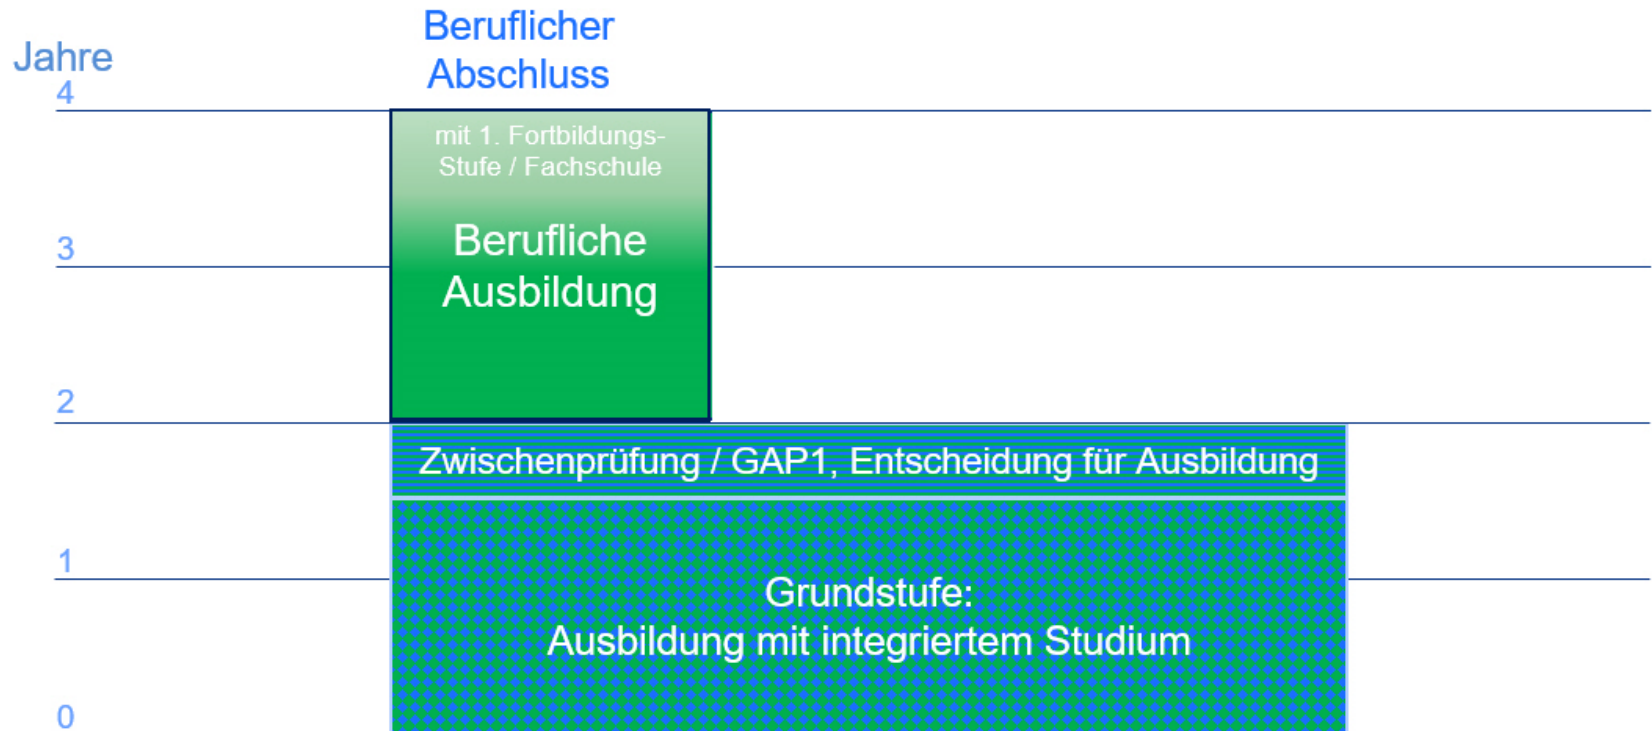 Beruflicher
Abschluss
Jahre
4
mit 1. Fortbildungs-
Stufe / Fachschule
Berufliche
Ausbildung
3
2
Zwischenprüfung / GAP1, Entscheidung für Ausbildung
1
Grundstufe:
Ausbildung mit integriertem Studium
0